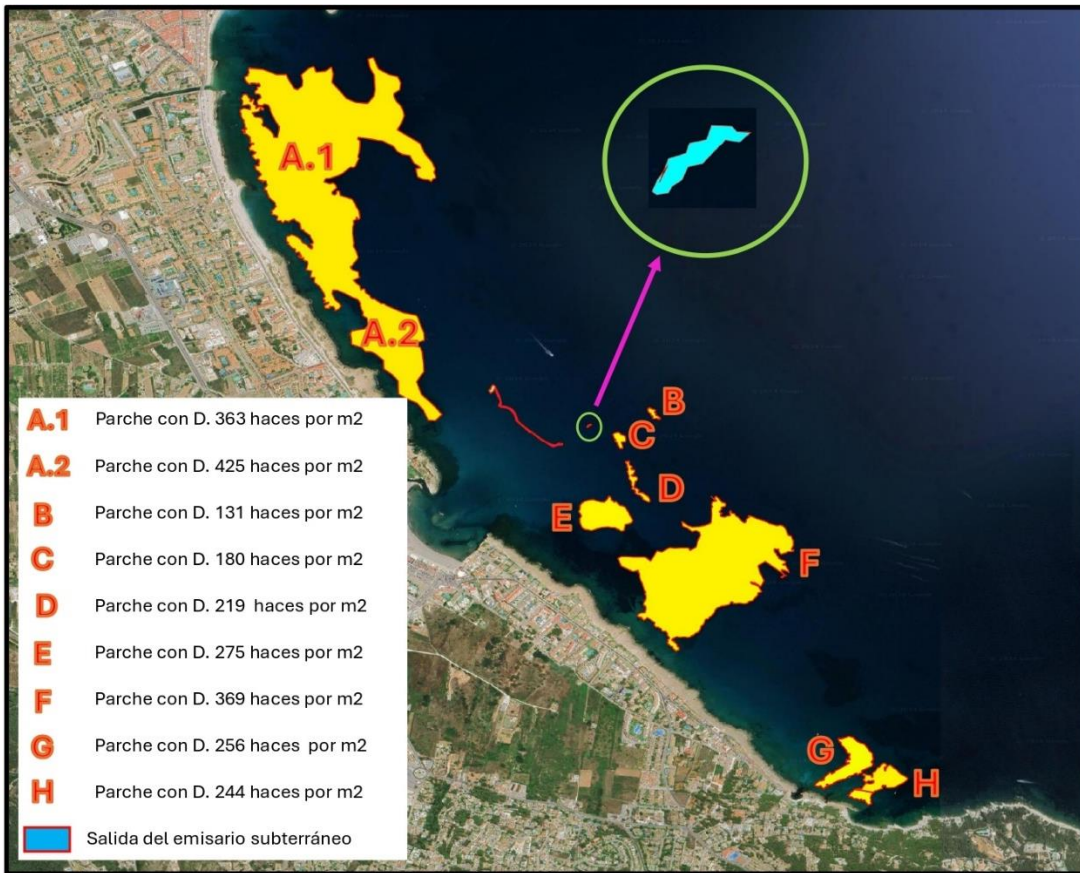 A.1
A.2
B
C
D
E
F
G
H
A.1 Parche con D. 363 haces por m2
A.2 Parche con D. 425 haces por m2
B Parche con D. 131 haces por m2
C Parche con D. 180 haces por m2
D Parche con D. 219 haces por m2
E Parche con D. 275 haces por m2
F Parche con D. 369 haces por m2
G Parche con D. 256 haces por m2
H Parche con D. 244 haces por m2
Salida del emisario subterráneo